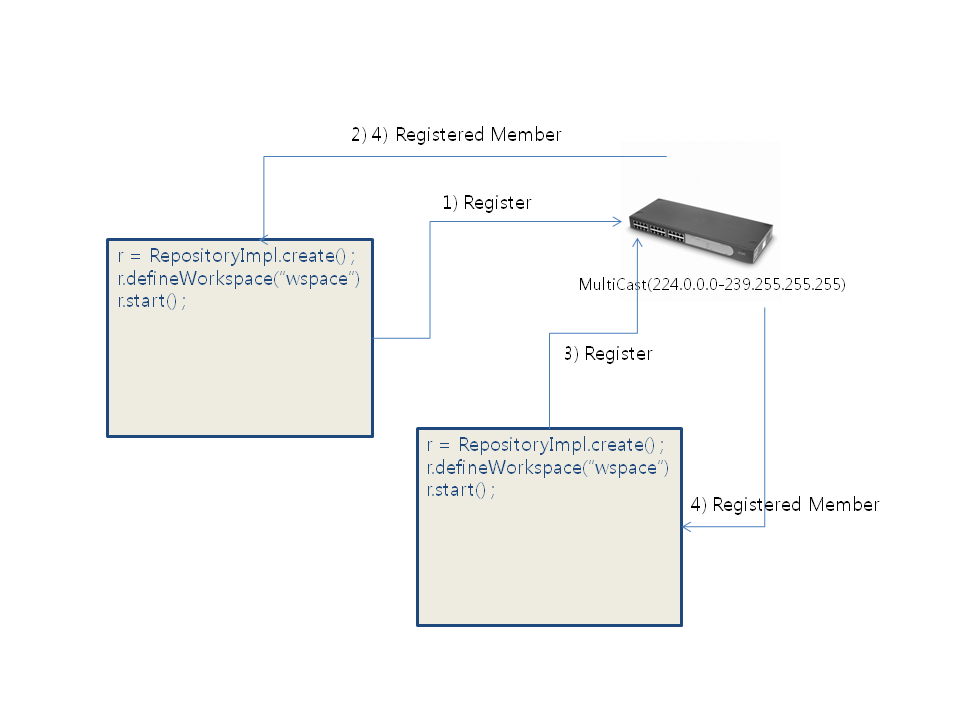 2) 4) Registered Member
1) Register
r = RepositoryImpl.create() ;
r.defineWorkspace(“wspace”)
r.start() ;
MultiCast(224.0.0.0-239.255.255.255)
3) Register
r = RepositoryImpl.create() ;
r.defineWorkspace(“wspace”)
r.start() ;
4) Registered Member